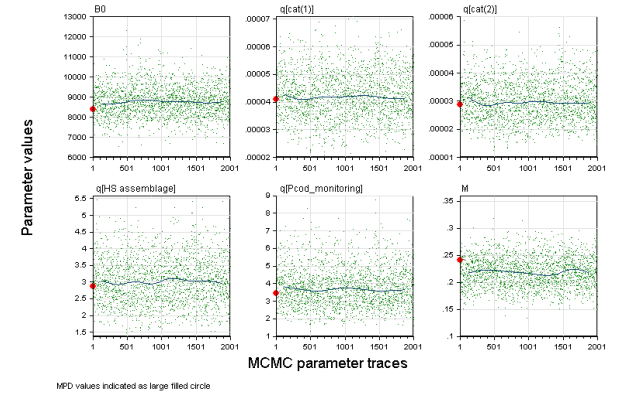 B0
q[cat(1)]
q[cat(2)]
13000
12000
11000
10000
9000
8000
7000
6000
.00007
.00006
.00005
.00004
.00003
.00002
.00006
.00005
.00004
.00003
.00002
.00001
1 501 1001 1501 2001
1 501 1001 1501 2001
1 501 1001 1501 2001
Parameter values
q[HS assemblage]
q[Pcod_monitoring]
M
5.5
5
4.5
4
3.5
3
2.5
2
1.5
9
8
7
6
5
4
3
2
1
.35
.3
.25
.2
.15
.1
1 501 1001 1501 2001
1 501 1001 1501 2001
1 501 1001 1501 2001
MCMC parameter traces
MPD values indicated as large filled circle